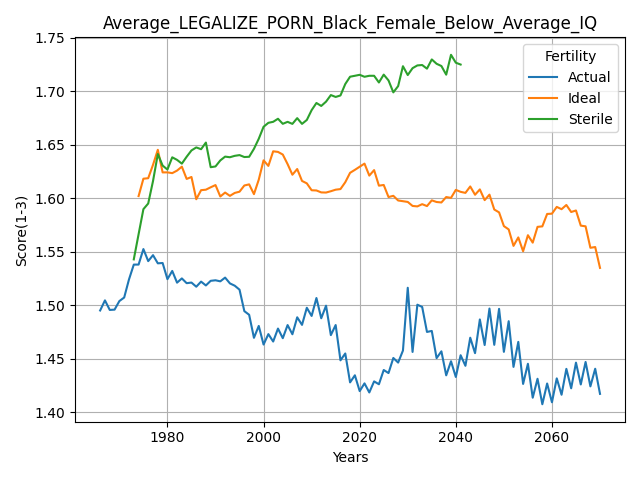 Average_LEGALIZE_PORN_Black_Female_Below_Average_IQ
Score(1-3)
1.75
1.70
1.65
1.60
1.55
1.50
1.45
1.40
Fertility
Actual
Ideal
Sterile
1980 2000 2020 2040 2060
Years